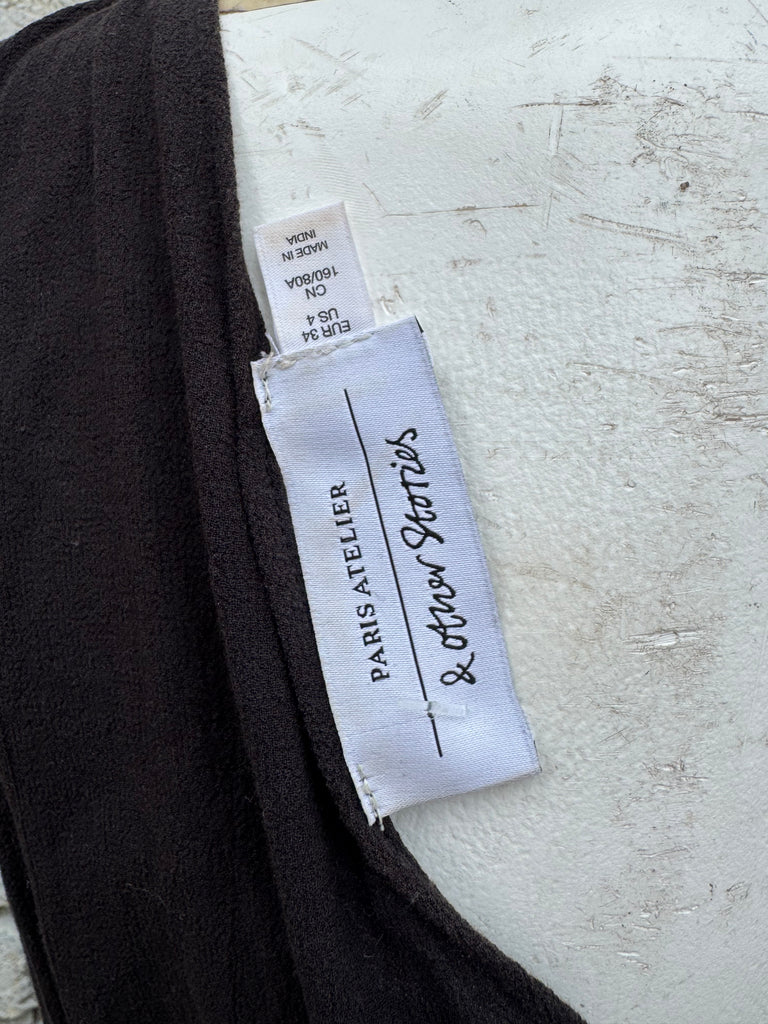 PARIS ATELIER
& other Stories
EUR 34
US 4
CN
160/80A
MADE IN
INDIA